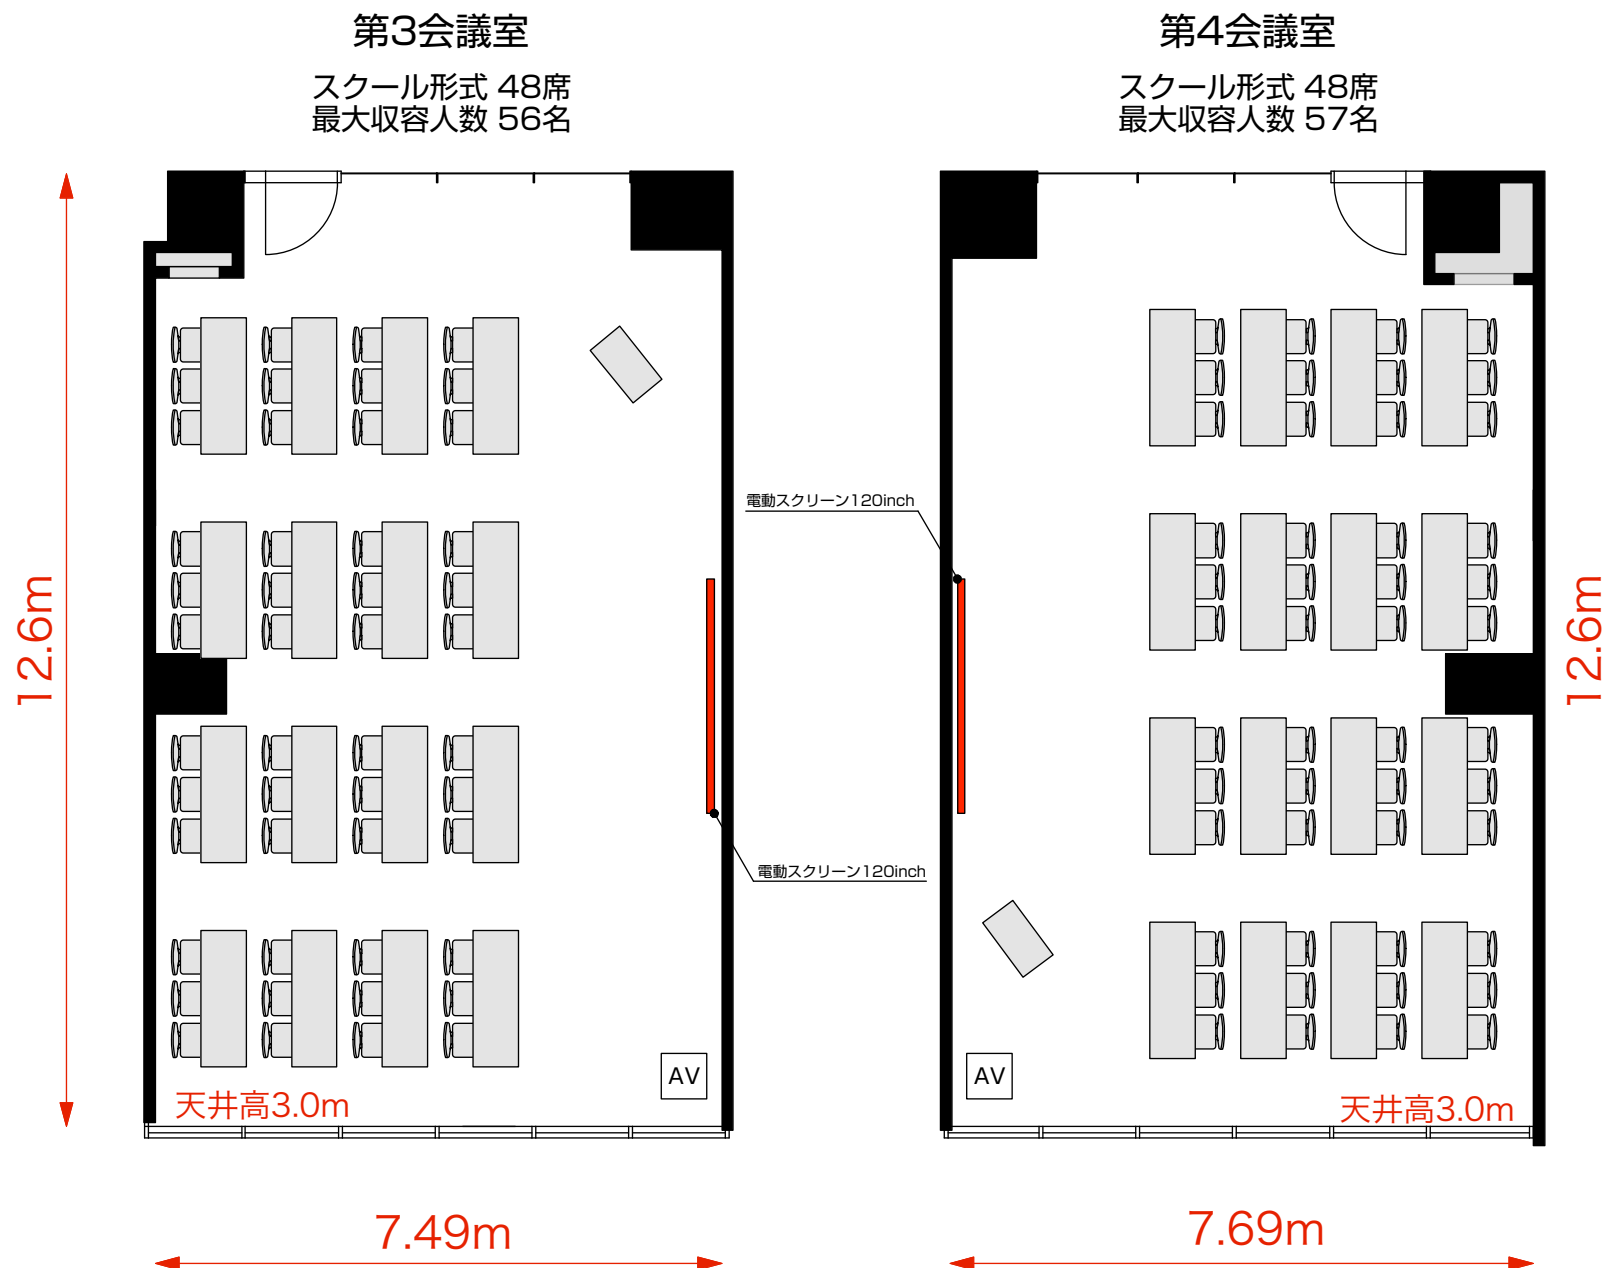 第3会議室
スクール形式 48席
最大収容人数 56名
第4会議室
スクール形式 48席
最大収容人数 57名
電動スクリーン120inch
12.6m
12.6m
電動スクリーン120inch
AV
AV
天井高3.0m
天井高3.0m
7.49m
7.69m